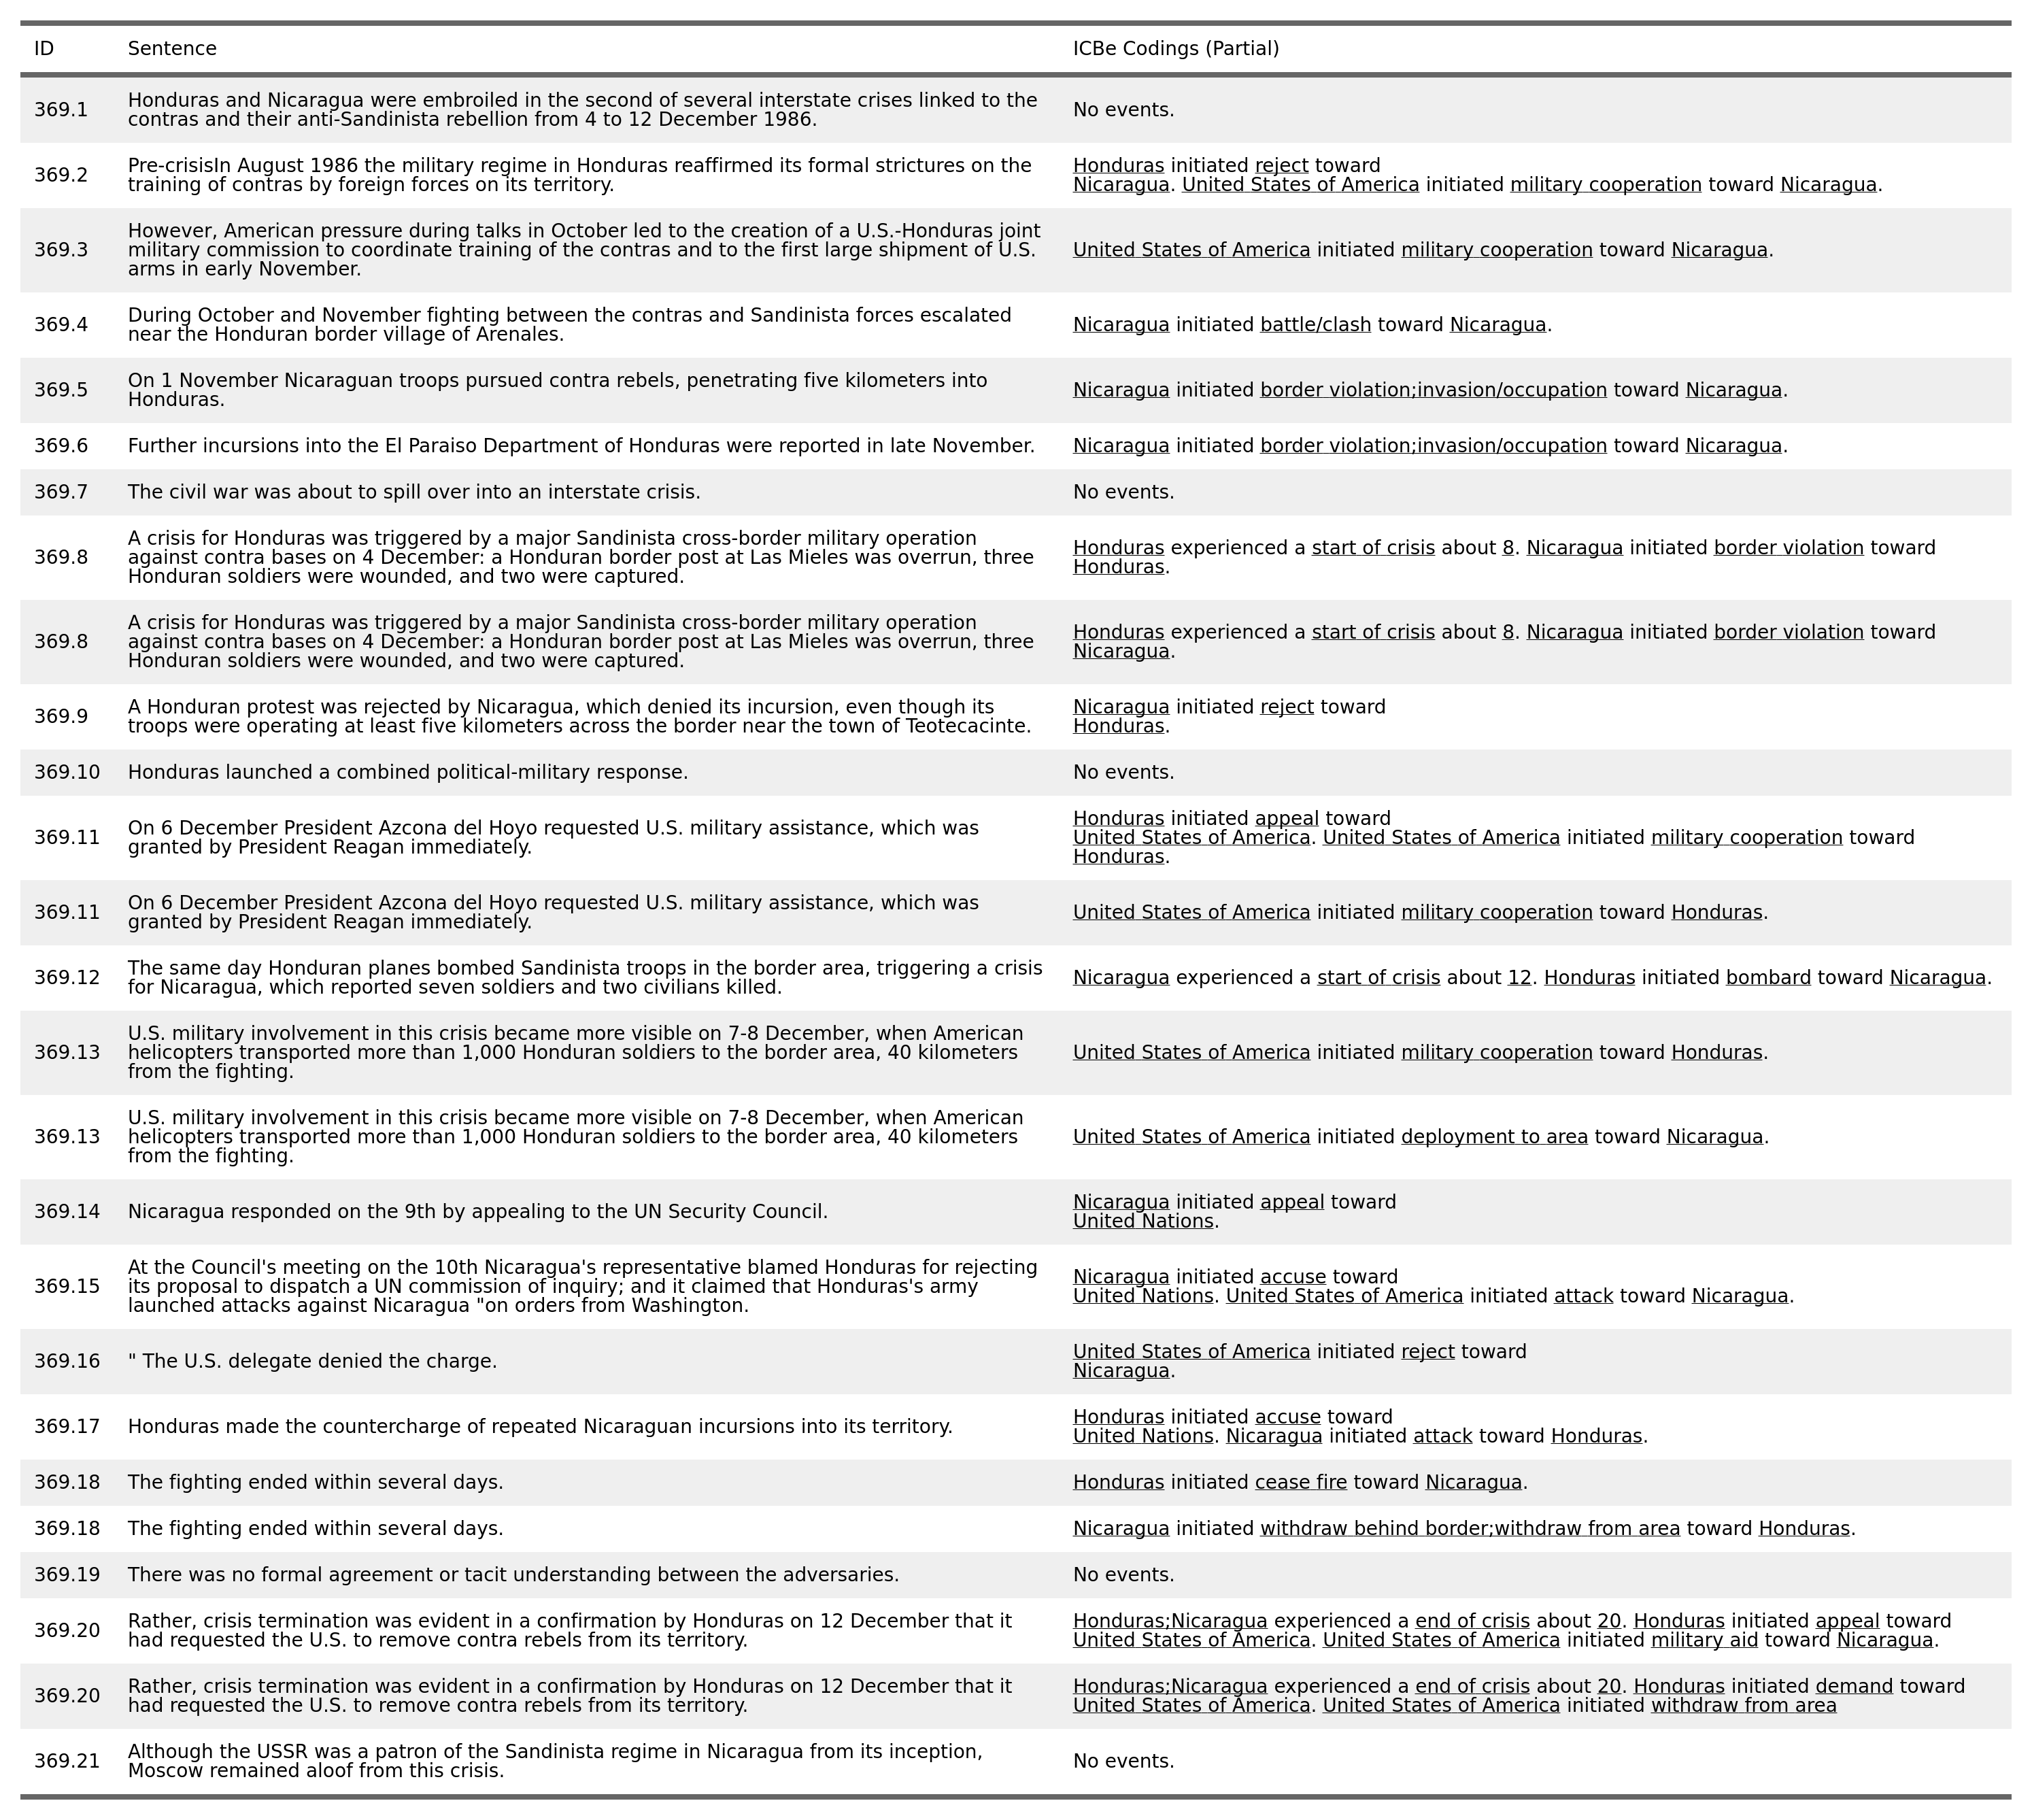 ID Sentence ICBe Codings (Partial)
369.1 Honduras and Nicaragua were embroiled in the second of several interstate crises linked to the
contras and their anti-Sandinista rebellion from 4 to 12 December 1986.
No events.
369.2 Pre-crisisIn August 1986 the military regime in Honduras reaffirmed its formal strictures on the
training of contras by foreign forces on its territory.
Honduras initiated reject toward
Nicaragua. United States of America initiated military cooperation toward Nicaragua.
369.3 However, American pressure during talks in October led to the creation of a U.S.-Honduras joint
military commission to coordinate training of the contras and to the first large shipment of U.S.
arms in early November.
United States of America initiated military cooperation toward Nicaragua.
369.4 During October and November fighting between the contras and Sandinista forces escalated
near the Honduran border village of Arenales.
Nicaragua initiated battle/clash toward Nicaragua.
369.5 On 1 November Nicaraguan troops pursued contra rebels, penetrating five kilometers into
Honduras.
Nicaragua initiated border violation;invasion/occupation toward Nicaragua.
369.6 Further incursions into the El Paraiso Department of Honduras were reported in late November.
Nicaragua initiated border violation;invasion/occupation toward Nicaragua.
369.7 The civil war was about to spill over into an interstate crisis.
No events.
369.8 A crisis for Honduras was triggered by a major Sandinista cross-border military operation
against contra bases on 4 December: a Honduran border post at Las Mieles was overrun, three
Honduran soldiers were wounded, and two were captured.
Honduras experienced a start of crisis about 8. Nicaragua initiated border violation toward
Honduras.
369.8 A crisis for Honduras was triggered by a major Sandinista cross-border military operation
against contra bases on 4 December: a Honduran border post at Las Mieles was overrun, three
Honduran soldiers were wounded, and two were captured.
Honduras experienced a start of crisis about 8. Nicaragua initiated border violation toward
Nicaragua.
369.9 A Honduran protest was rejected by Nicaragua, which denied its incursion, even though its
troops were operating at least five kilometers across the border near the town of Teotecacinte.
Nicaragua initiated reject toward
Honduras.
369.10 Honduras launched a combined political-military response.
No events.
369.11 On 6 December President Azcona del Hoyo requested U.S. military assistance, which was
granted by President Reagan immediately.
Honduras initiated appeal toward
United States of America. United States of America initiated military cooperation toward
Honduras.
369.11 On 6 December President Azcona del Hoyo requested U.S. military assistance, which was
granted by President Reagan immediately.
United States of America initiated military cooperation toward Honduras.
369.12 The same day Honduran planes bombed Sandinista troops in the border area, triggering a crisis
for Nicaragua, which reported seven soldiers and two civilians killed.
Nicaragua experienced a start of crisis about 12. Honduras initiated bombard toward Nicaragua.
369.13 U.S. military involvement in this crisis became more visible on 7-8 December, when American
helicopters transported more than 1,000 Honduran soldiers to the border area, 40 kilometers
from the fighting.
United States of America initiated military cooperation toward Honduras.
369.13 U.S. military involvement in this crisis became more visible on 7-8 December, when American
helicopters transported more than 1,000 Honduran soldiers to the border area, 40 kilometers
from the fighting.
United States of America initiated deployment to area toward Nicaragua.
369.14 Nicaragua responded on the 9th by appealing to the UN Security Council.
Nicaragua initiated appeal toward
United Nations.
369.15 At the Council's meeting on the 10th Nicaragua's representative blamed Honduras for rejecting
its proposal to dispatch a UN commission of inquiry; and it claimed that Honduras's army
launched attacks against Nicaragua "on orders from Washington.
Nicaragua initiated accuse toward
United Nations. United States of America initiated attack toward Nicaragua.
369.16 " The U.S. delegate denied the charge.
United States of America initiated reject toward
Nicaragua.
369.17 Honduras made the countercharge of repeated Nicaraguan incursions into its territory.
Honduras initiated accuse toward
United Nations. Nicaragua initiated attack toward Honduras.
369.18 The fighting ended within several days.
Honduras initiated cease fire toward Nicaragua.
369.18 The fighting ended within several days.
Nicaragua initiated withdraw behind border;withdraw from area toward Honduras.
369.19 There was no formal agreement or tacit understanding between the adversaries.
No events.
369.20 Rather, crisis termination was evident in a confirmation by Honduras on 12 December that it
had requested the U.S. to remove contra rebels from its territory.
Honduras;Nicaragua experienced a end of crisis about 20. Honduras initiated appeal toward
United States of America. United States of America initiated military aid toward Nicaragua.
369.20 Rather, crisis termination was evident in a confirmation by Honduras on 12 December that it
had requested the U.S. to remove contra rebels from its territory.
Honduras;Nicaragua experienced a end of crisis about 20. Honduras initiated demand toward
United States of America. United States of America initiated withdraw from area
369.21 Although the USSR was a patron of the Sandinista regime in Nicaragua from its inception,
Moscow remained aloof from this crisis.
No events.